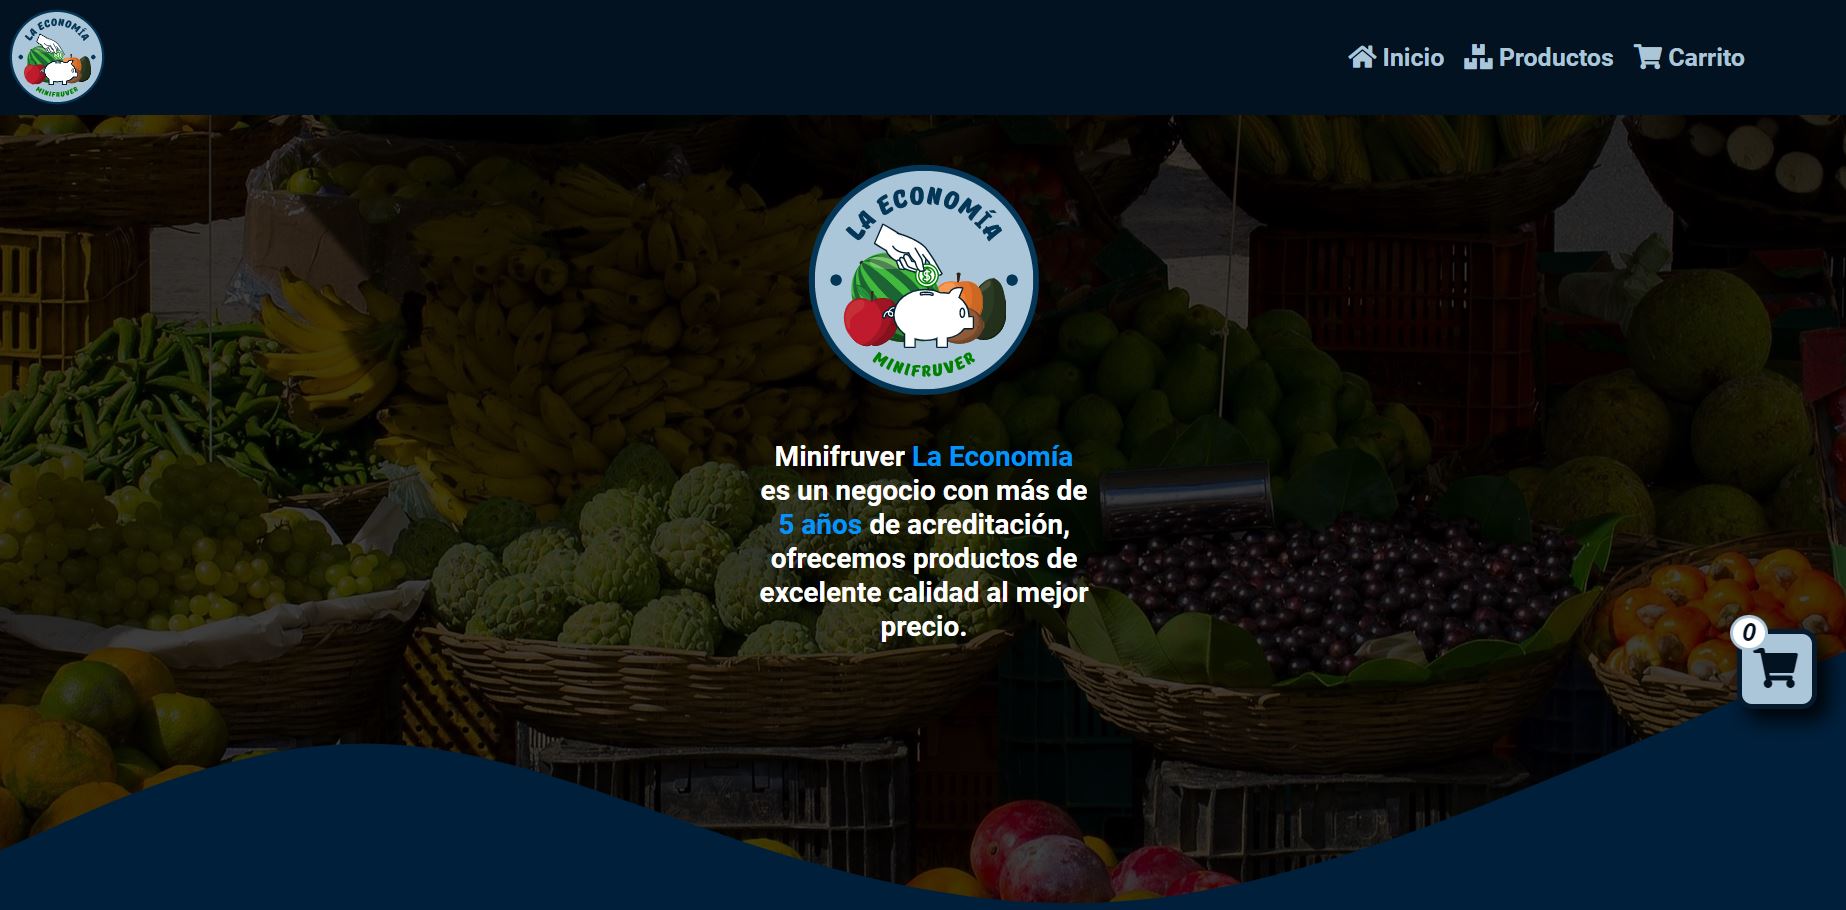 LA ECONOMÍA
MINIFRUVER
Inicio Productos Carrito
LA ECONOMÍA
$
MINIFRUVER
Minifruver La Economía
es un negocio con más de
5 años de acreditación,
ofrecemos productos de
excelente calidad al mejor
precio.
0